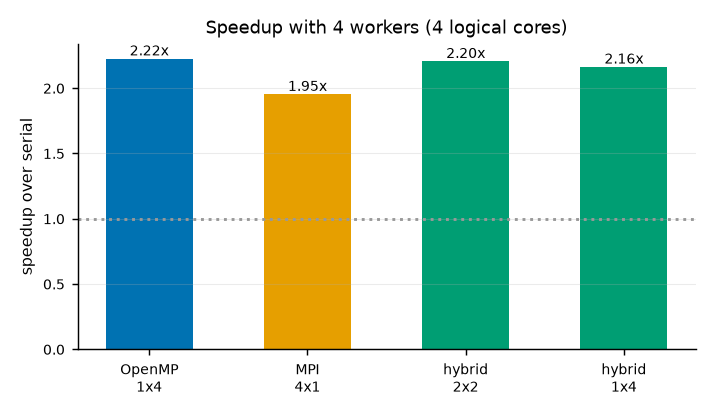 Speedup with 4 workers (4 logical cores)
2.22x
1.95x
2.20x
2.16x
speedup over serial
2.0
1.5
1.0
0.5
0.0
OpenMP
1x4
MPI
4x1
hybrid
2x2
hybrid
1x4